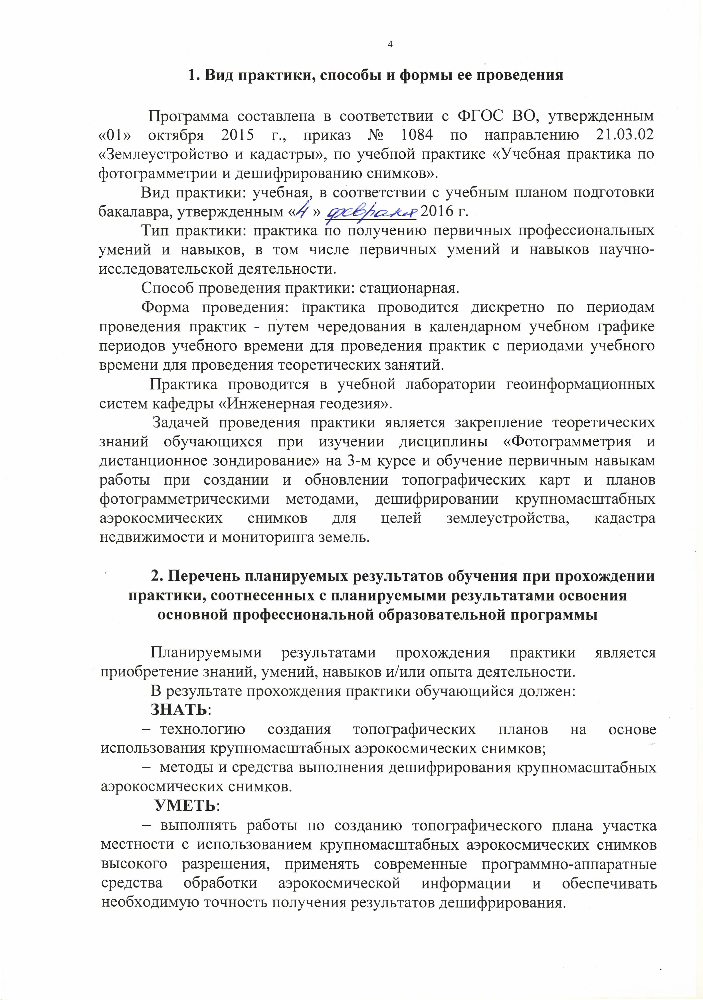 4
1. Вид практики, способы и формы ее проведения
Программа составлена в соответствии с ФГОС ВО, утвержденным
«01» октября 2015 г., приказ № 1084 по направлению 21.03.02
«Землеустройство и кадастры», по учебной практике «Учебная практика по
фотограмметрии и дешифрированию снимков».
Вид практики: учебная, в соответствии с учебным планом подготовки
бакалавра, утвержденным «4» февраля 2016 г.
Тип практики: практика по получению первичных профессиональных
умений и навыков, в том числе первичных умений и навыков научно-
исследовательской деятельности.
Способ проведения практики: стационарная.
Форма проведения: практика проводится дискретно по периодам
проведения практик - путем чередования в календарном учебном графике
периодов учебного времени для проведения практик с периодами учебного
времени для проведения теоретических занятий.
Практика проводится в учебной лаборатории геоинформационных
систем кафедры «Инженерная геодезия».
Задачей проведения практики является закрепление теоретических
знаний обучающихся при изучении дисциплины «Фотограмметрия и
дистанционное зондирование» на 3-м курсе и обучение первичным навыкам
работы при создании и обновлении топографических карт и планов
фотограмметрическими методами, дешифрировании крупномасштабных
аэрокосмических снимков для целей землеустройства, кадастра
недвижимости и мониторинга земель.
2. Перечень планируемых результатов обучения при прохождении
практики, соотнесенных с планируемыми результатами освоения
основной профессиональной образовательной программы
Планируемыми результатами прохождения практики является
приобретение знаний, умений, навыков и/или опыта деятельности.
В результате прохождения практики обучающийся должен:
ЗНАТЬ:
– технологию создания топографических планов на основе
использования крупномасштабных аэрокосмических снимков;
– методы и средства выполнения дешифрирования крупномасштабных
аэрокосмических снимков.
УМЕТЬ:
– выполнять работы по созданию топографического плана участка
местности с использованием крупномасштабных аэрокосмических снимков
высокого разрешения, применять современные программно-аппаратные
средства обработки аэрокосмической информации и обеспечивать
необходимую точность получения результатов дешифрирования.